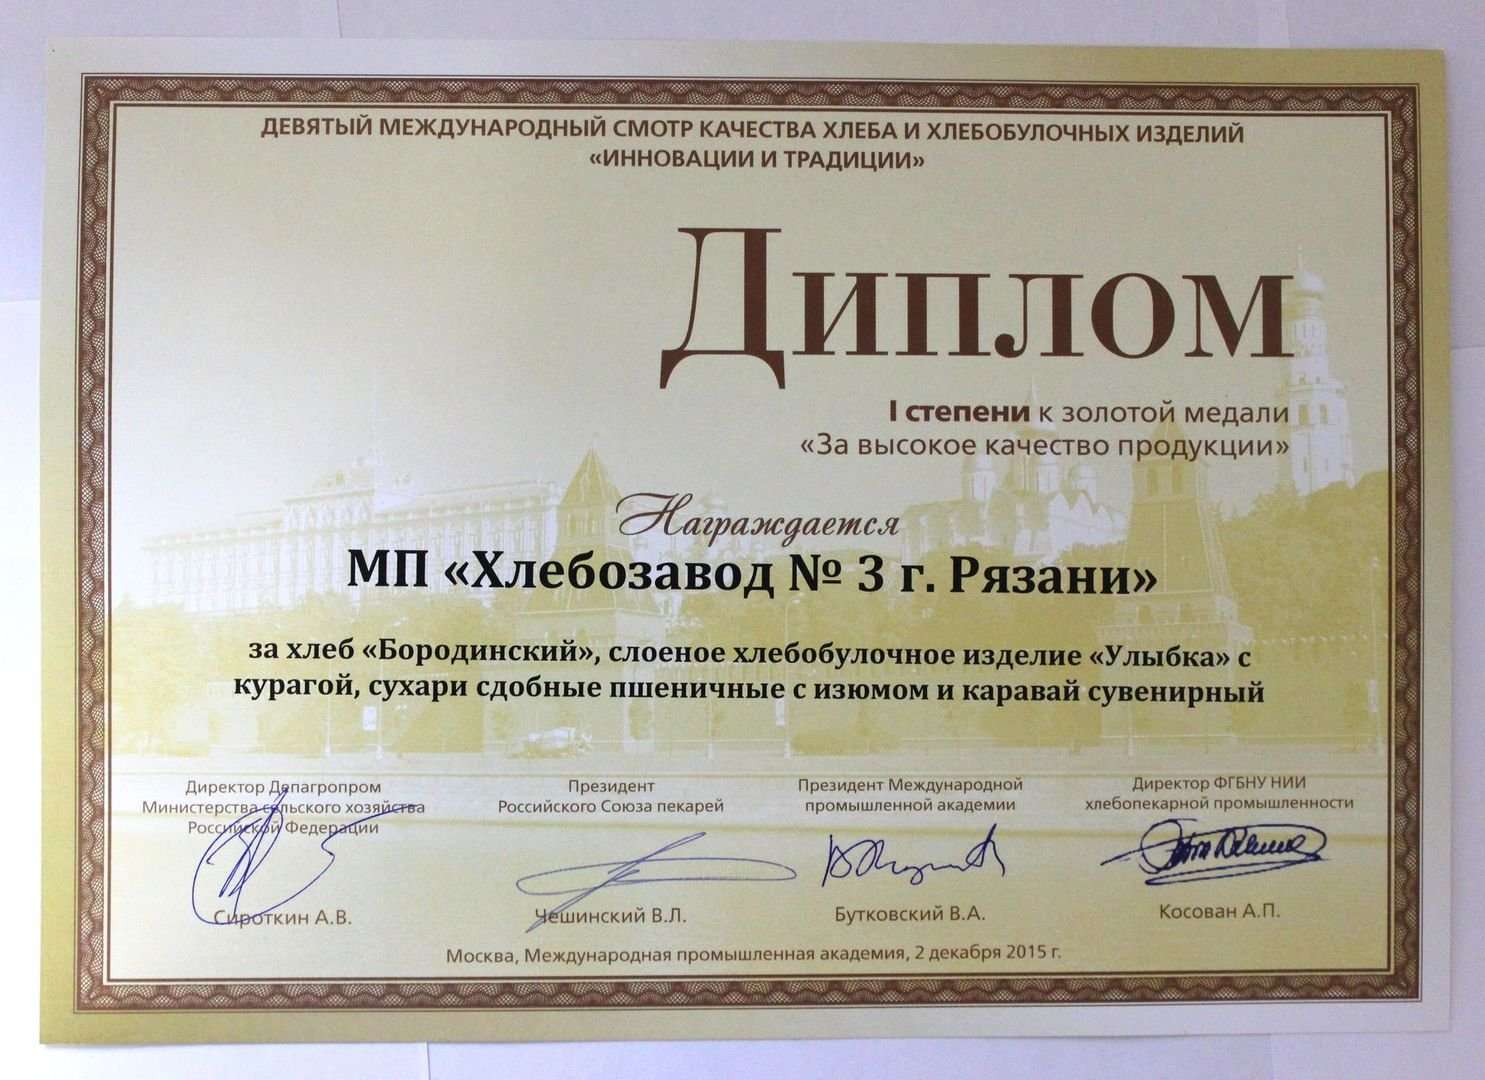 ДЕВЯТЫЙ МЕЖДУНАРОДНЫЙ СМОТР КАЧЕСТВА ХЛЕБА И ХЛЕБОБУЛОЧНЫХ ИЗДЕЛИЙ
«ИННОВАЦИИ И ТРАДИЦИИ»
Диплом
I степени к золотой медали
«За высокое качество продукции»
Награждается
МП «Хлебозавод № 3 г. Рязани»
за хлеб «Бородинский», слоеное хлебобулочное изделие «Улыбка» с
курагой, сухари сдобные пшеничные с изюмом и каравай сувенирный
Директор Депагропром
Министерства сельского хозяйства
Российской Федерации
Сироткин А.В.
Президент
Российского Союза пекарей
Чешинский В.Л.
Президент Международной
промышленной академии
Бутковский В.А.
Директор ФГБНУ НИИ
хлебопекарной промышленности
Косован А.П.
Москва, Международная промышленная академия, 2 декабря 2015 г.